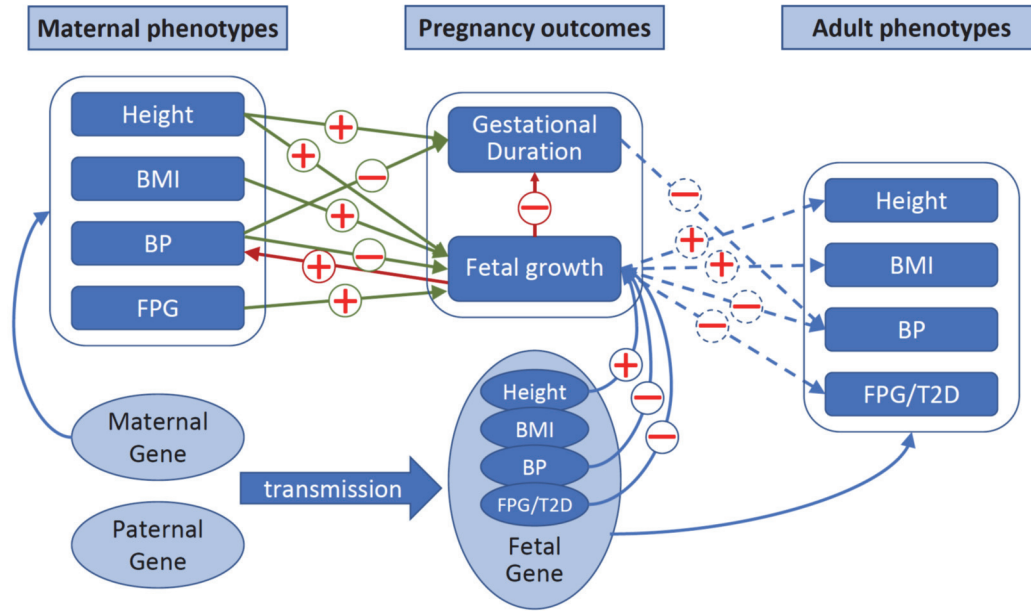 Maternal phenotypes
Pregnancy outcomes
Adult phenotypes
Height
BMI
BP
FPG
Gestational
Duration
Fetal growth
Height
BMI
BP
FPG/T2D
Maternal
Gene
Paternal
Gene
transmission
Height
BMI
BP
FPG/T2D
Fetal
Gene